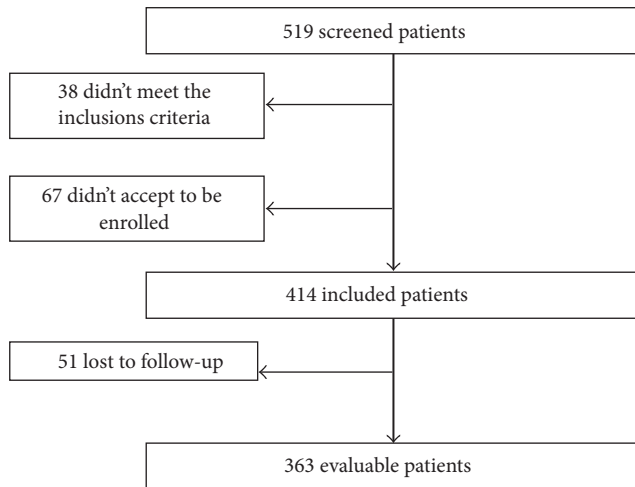 519 screened patients
38 didn't meet the
inclusions criteria
67 didn't accept to be
enrolled
414 included patients
51 lost to follow-up
363 evaluable patients